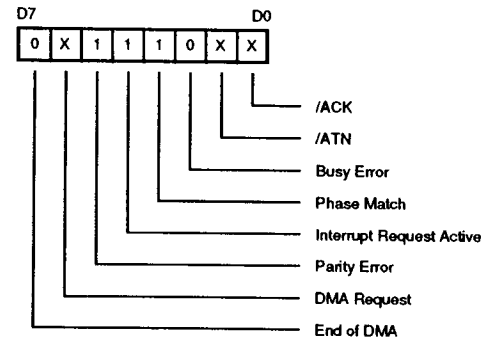 D7 D0
0 X 1 1 1 0 X X
/ACK
/ATN
Busy Error
Phase Match
Interrupt Request Active
Parity Error
DMA Request
End of DMA